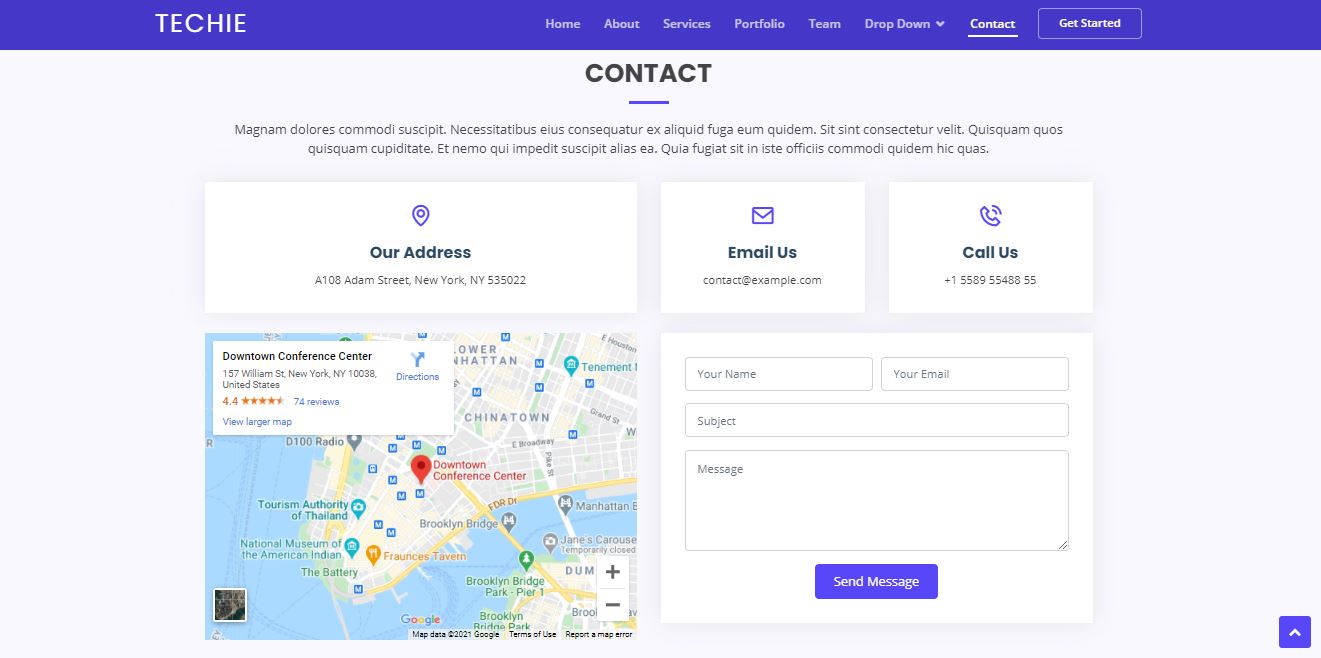 TECHIE
Home About Services Portfolio Team Drop Down Contact Get Started
CONTACT
Magnam dolores commodi suscipit. Necessitatibus eius consequatur ex aliquid fuga eum quidem. Sit sint consectetur velit. Quisquam quos
quisquam cupiditate. Et nemo qui impedit suscipit alias ea. Quia fugiat sit in iste officiis commodi quidem hic quas.
Our Address
A108 Adam Street, New York, NY 535022
Email Us
contact@example.com
Call Us
+1 5589 55488 55
Downtown Conference Center
157 William St, New York, NY 10038,
United States
4.4 74 reviews
View larger map
Directions
LOWER
MANHATTAN
E Houston
Tenement
CHINATOWN
Grand St
E Broadway
Pike St
D100 Radio
Downtown
Conference Center
FDR Dr
Manhattan B
Tourism Authority
of Thailand
Brooklyn Bridge
Jane's Carouse
Temporarily closed
National Museum of
the American Indian
Fraunces Tavern
The Battery
DUM
Brooklyn Bridge
Park - Pier 1
Brooklyn
Bridge Park
Google
Map data ©2021 Google Terms of Use Report a map error
Your Name
Your Email
Subject
Message
Send Message